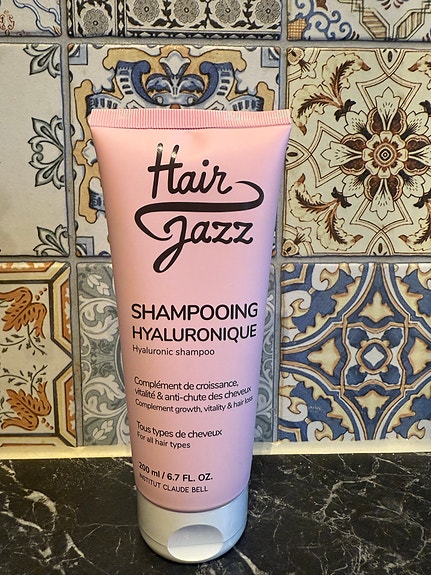 Hair
Jazz
SHAMPOOING
HYALURONIQUE
Hyaluronic shampoo
Complément de croissance,
vitalité & anti-chute des cheveux
Complement growth, vitality & hair loss
Tous types de cheveux
For all hair types
200 ml / 6.7 FL. OZ.
INSTITUT CLAUDE BELL